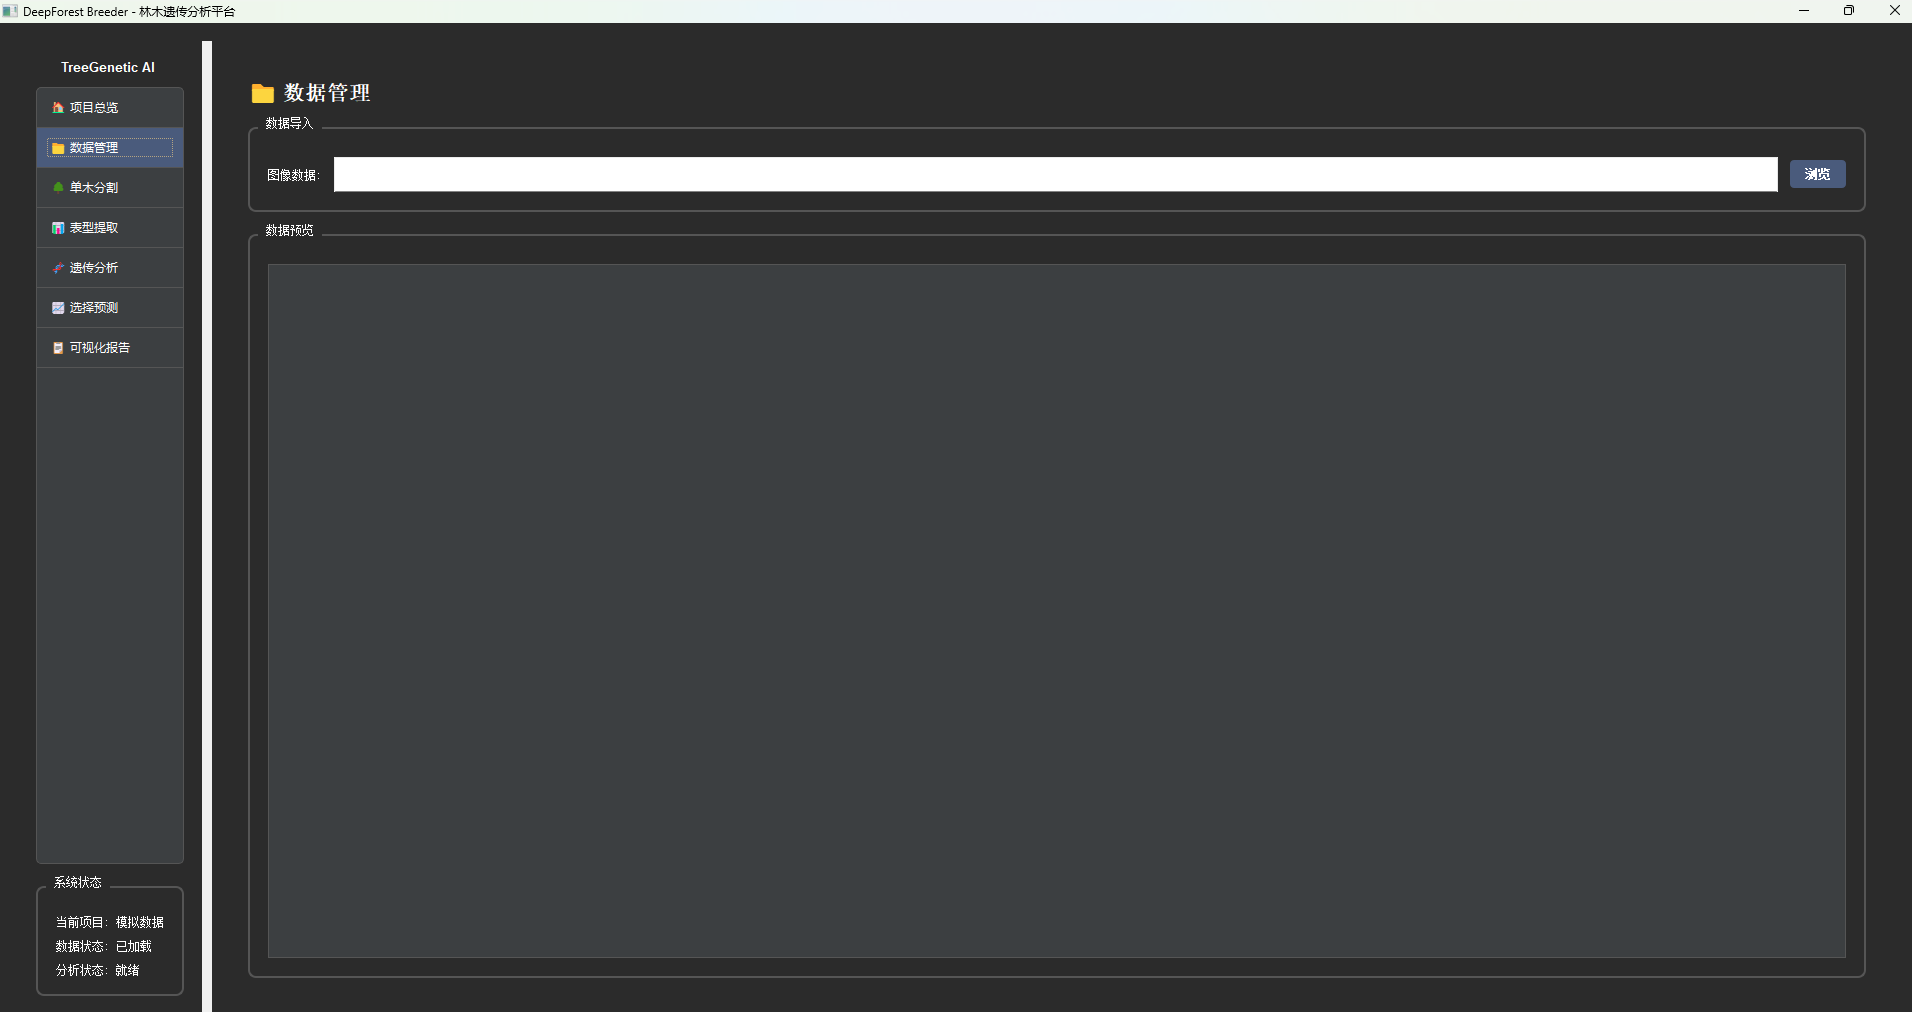 DeepForest Breeder - 林木遗传分析平台
TreeGenetic AI
项目总览
数据管理
单木分割
表型提取
遗传分析
选择预测
可视化报告
系统状态
当前项目: 模拟数据
数据状态: 已加载
分析状态: 就绪
数据管理
数据导入
图像数据:
浏览
数据预览